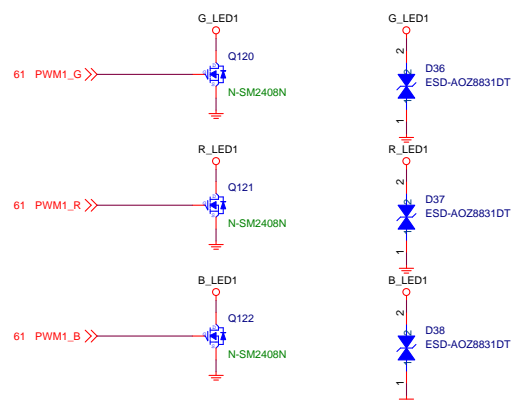 G_LED1
G_LED1
Q120
2
D36
ESD-AOZ8831DT
61 PWM1_G
N-SM2408N
1
R_LED1
R_LED1
Q121
2
D37
ESD-AOZ8831DT
61 PWM1_R
N-SM2408N
1
B_LED1
B_LED1
Q122
2
D38
ESD-AOZ8831DT
61 PWM1_B
N-SM2408N
1